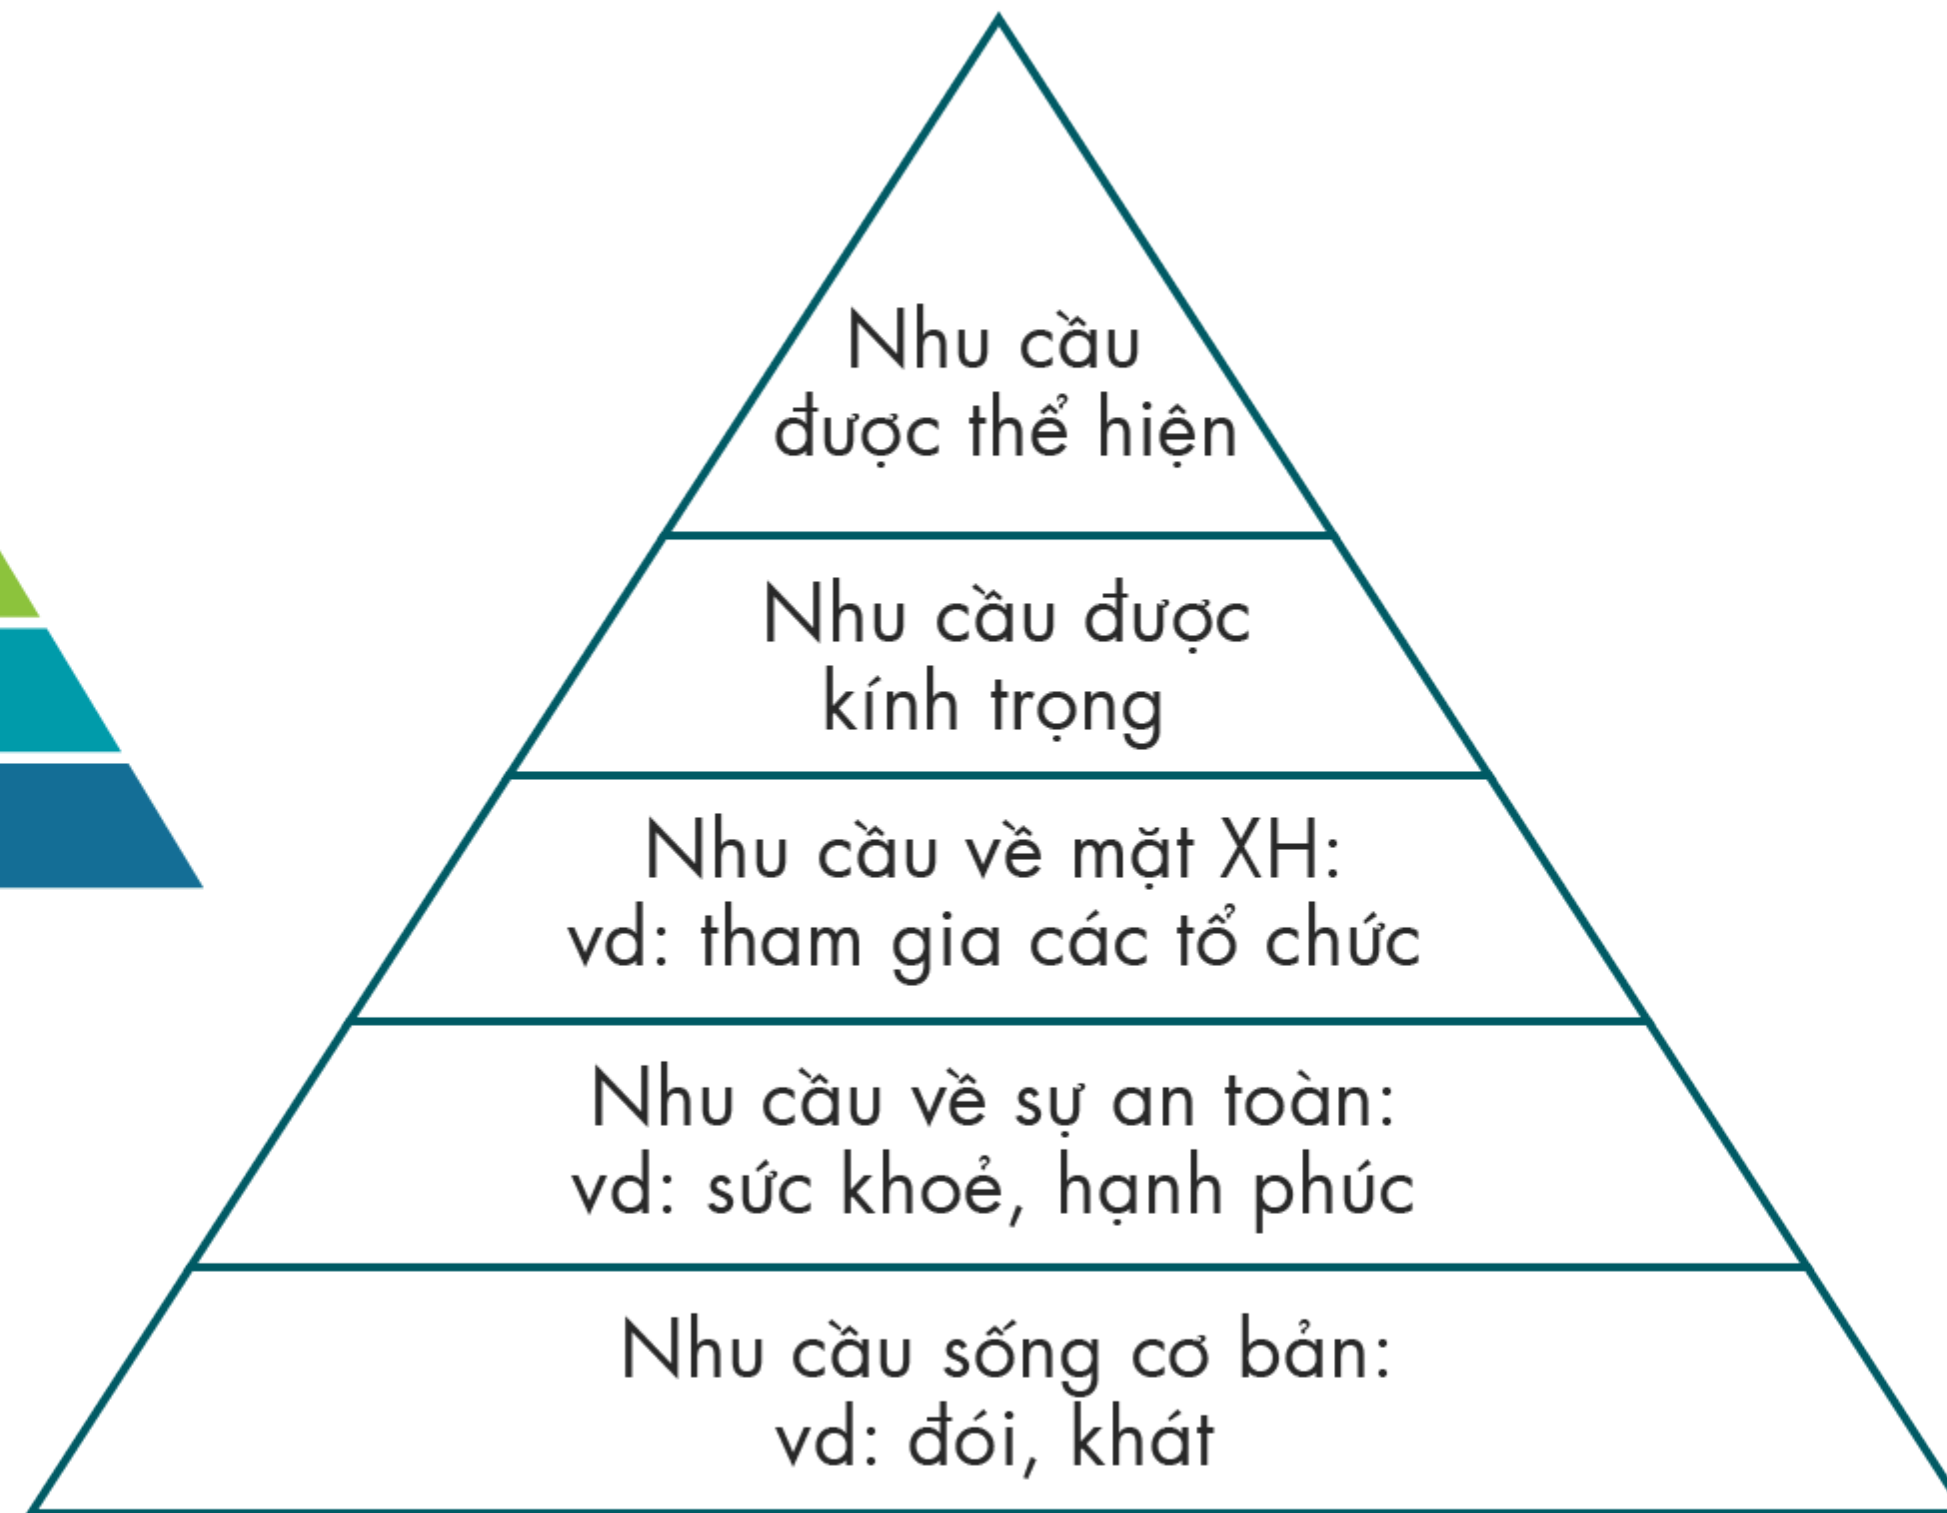 Nhu cầu
được thể hiện
Nhu cầu được
kính trọng
Nhu cầu về mặt XH:
vd: tham gia các tổ chức
Nhu cầu về sự an toàn:
vd: sức khoẻ, hạnh phúc
Nhu cầu sống cơ bản:
vd: đói, khát